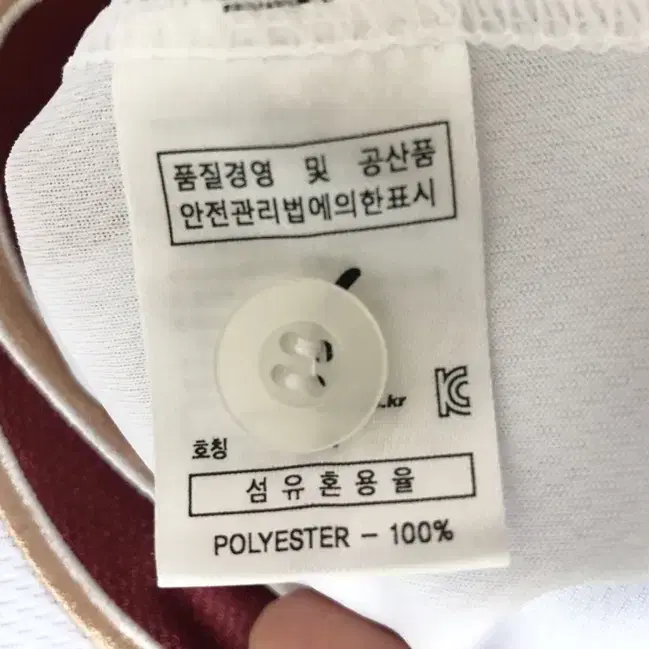 품질경영 및 공산품
안전관리법에의한표시
.kr
호칭
섬유혼용율
POLYESTER - 100%